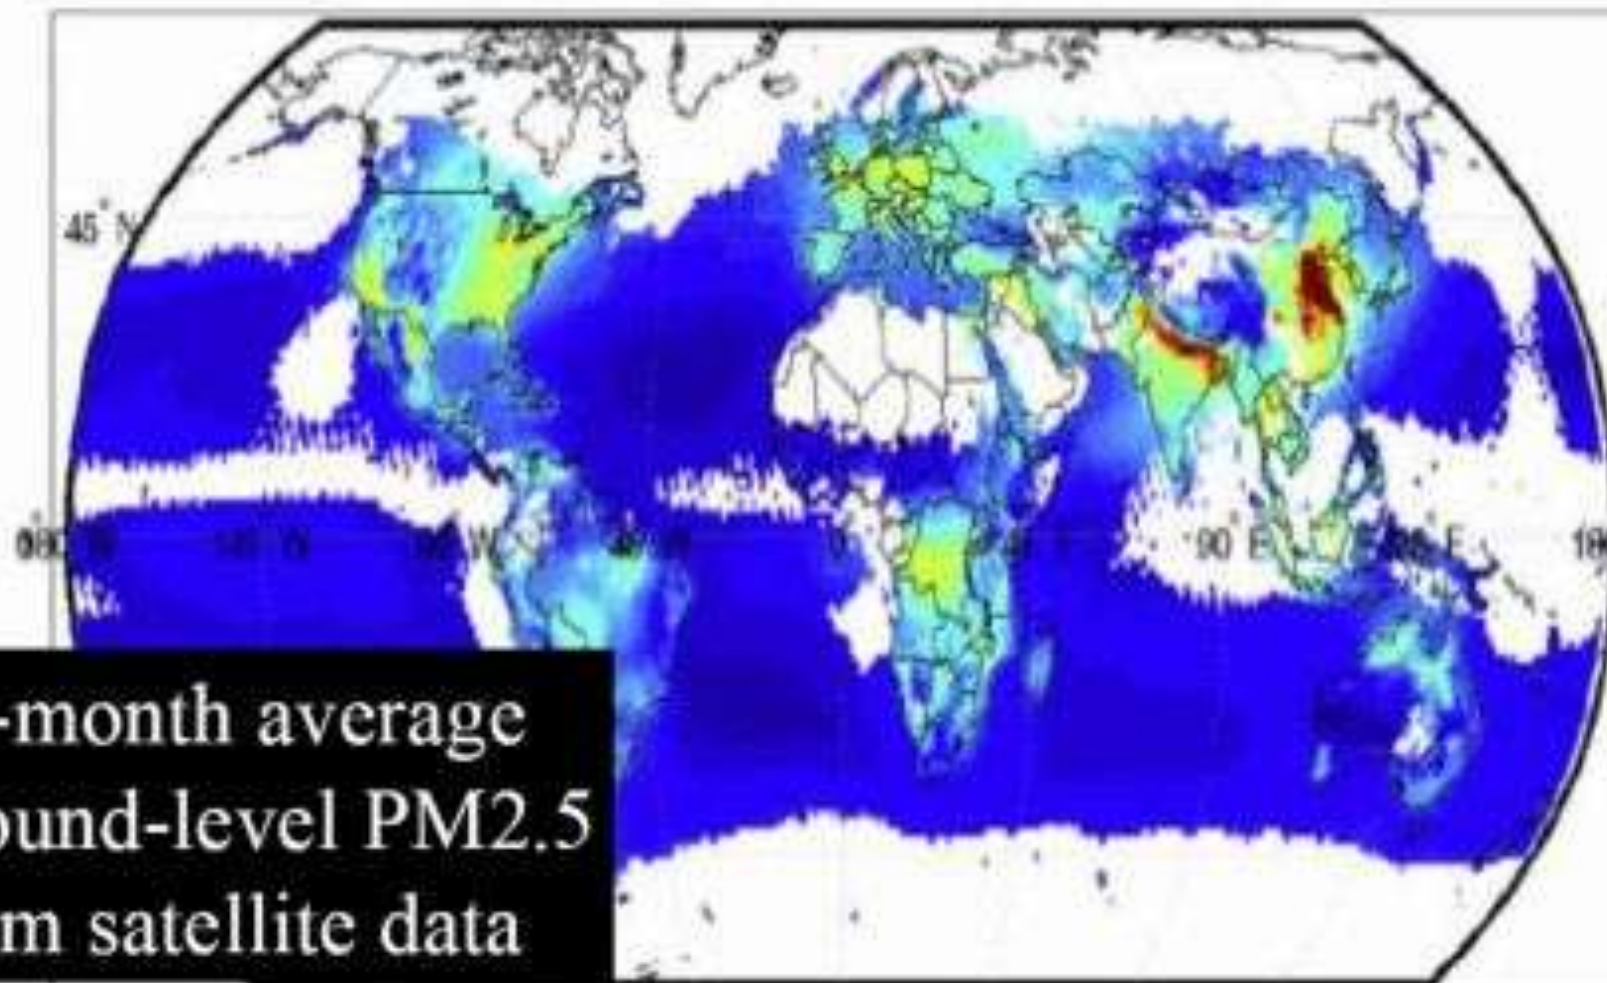 45° N
90° E
-month average
ound-level PM2.5
m satellite data